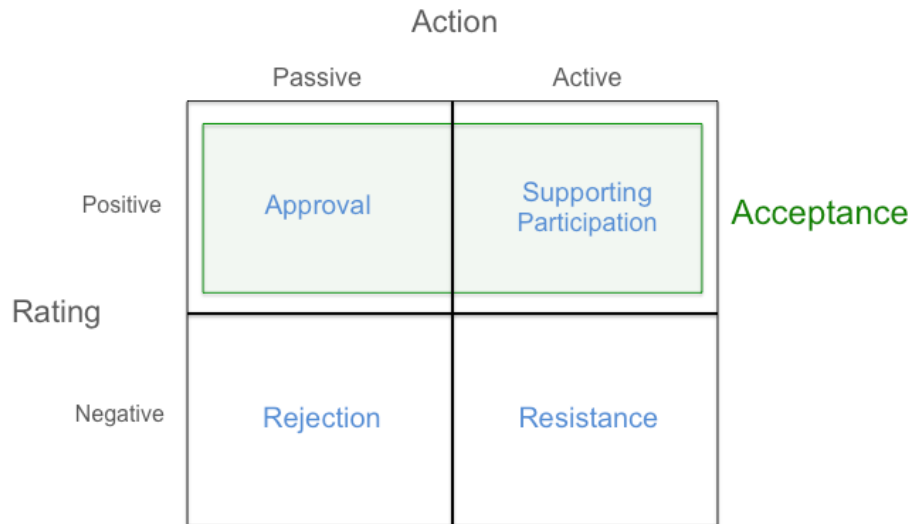 Action
Passive
Active
Positive
Approval
Supporting
Participation
Acceptance
Rating
Negative
Rejection
Resistance